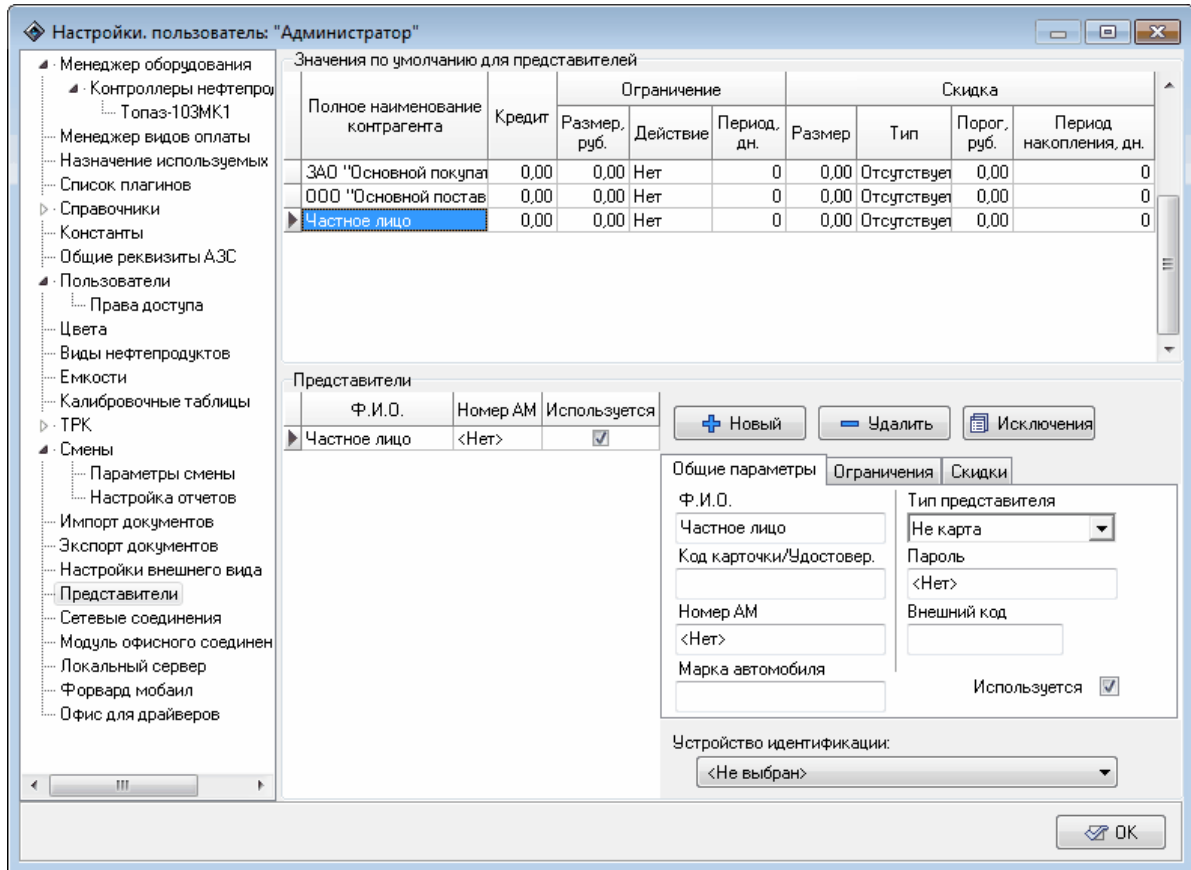 Настройки. пользователь: "Администратор"
Менеджер оборудования
Контроллеры нефтепрод
Топаз-103МК1
Менеджер видов оплаты
Назначение используемых
Список плагинов
Справочники
Константы
Общие реквизиты АЗС
Пользователи
Права доступа
Цвета
Виды нефтепродуктов
Емкости
Калибровочные таблицы
ТРК
Смены
Параметры смены
Настройка отчетов
Импорт документов
Экспорт документов
Настройки внешнего вида
Представители
Сетевые соединения
Модуль офисного соединен
Локальный сервер
Форвард мобаил
Офис для драйверов
Значения по умолчанию для представителей
Полное наименование контрагента
Кредит
Ограничение
Скидка
Размер, руб.
Действие
Период, дн.
Размер
Тип
Порог, руб.
Период накопления, дн.
ЗАО "Основной покупат 0,00 0,00 Нет 0 0,00 Отсутствует 0,00 0
ООО "Основной постав 0,00 0,00 Нет 0 0,00 Отсутствует 0,00 0
Частное лицо 0,00 0,00 Нет 0 0,00 Отсутствует 0,00 0
Представители
Ф.И.О. Номер АМ Используется
Частное лицо <Нет>
Новый
Удалить
Исключения
Общие параметры
Ограничения
Скидки
Ф.И.О.
Частное лицо
Код карточки/Удостовер.
Номер АМ
<Нет>
Марка автомобиля
Тип представителя
Не карта
Пароль
<Нет>
Внешний код
Используется
Устройство идентификации:
<Не выбран>
OK